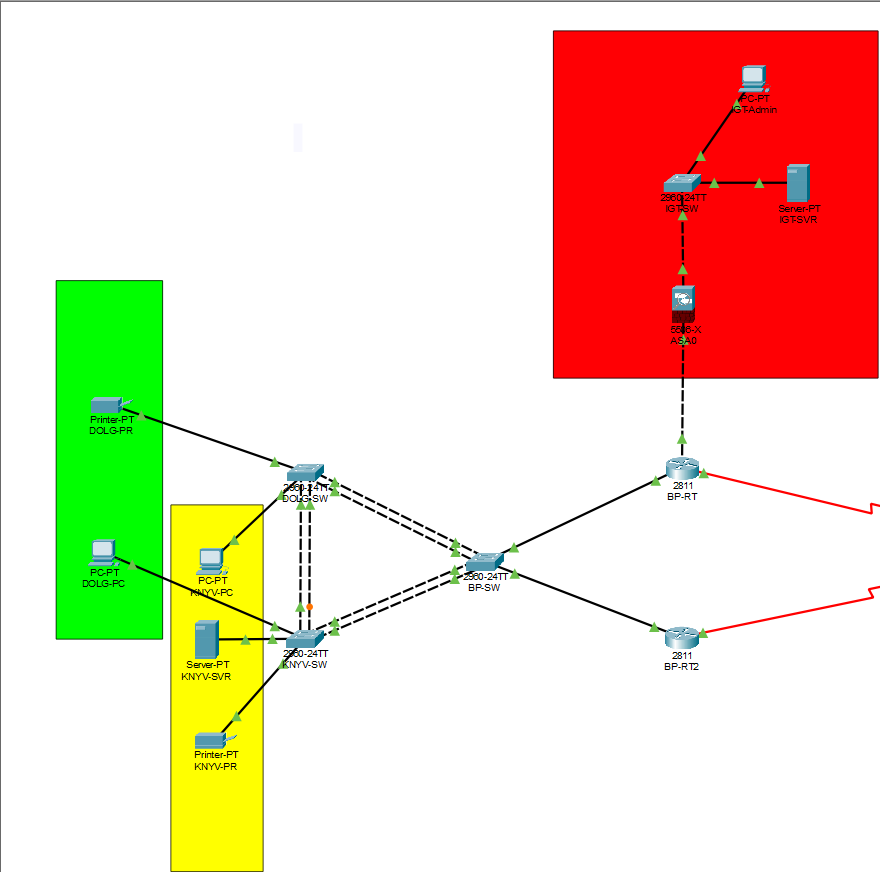 PC-PT
IGT-Admin
2960-24TT
IGT-SW
Server-PT
IGT-SVR
5506-X
ASA0
Printer-PT
DOLG-PR
2960-24TT
DOLG-SW
2811
BP-RT
PC-PT
DOLG-PC
PC-PT
KNYV-PC
2960-24TT
BP-SW
Server-PT
KNYV-SVR
2960-24TT
KNYV-SW
2811
BP-RT2
Printer-PT
KNYV-PR